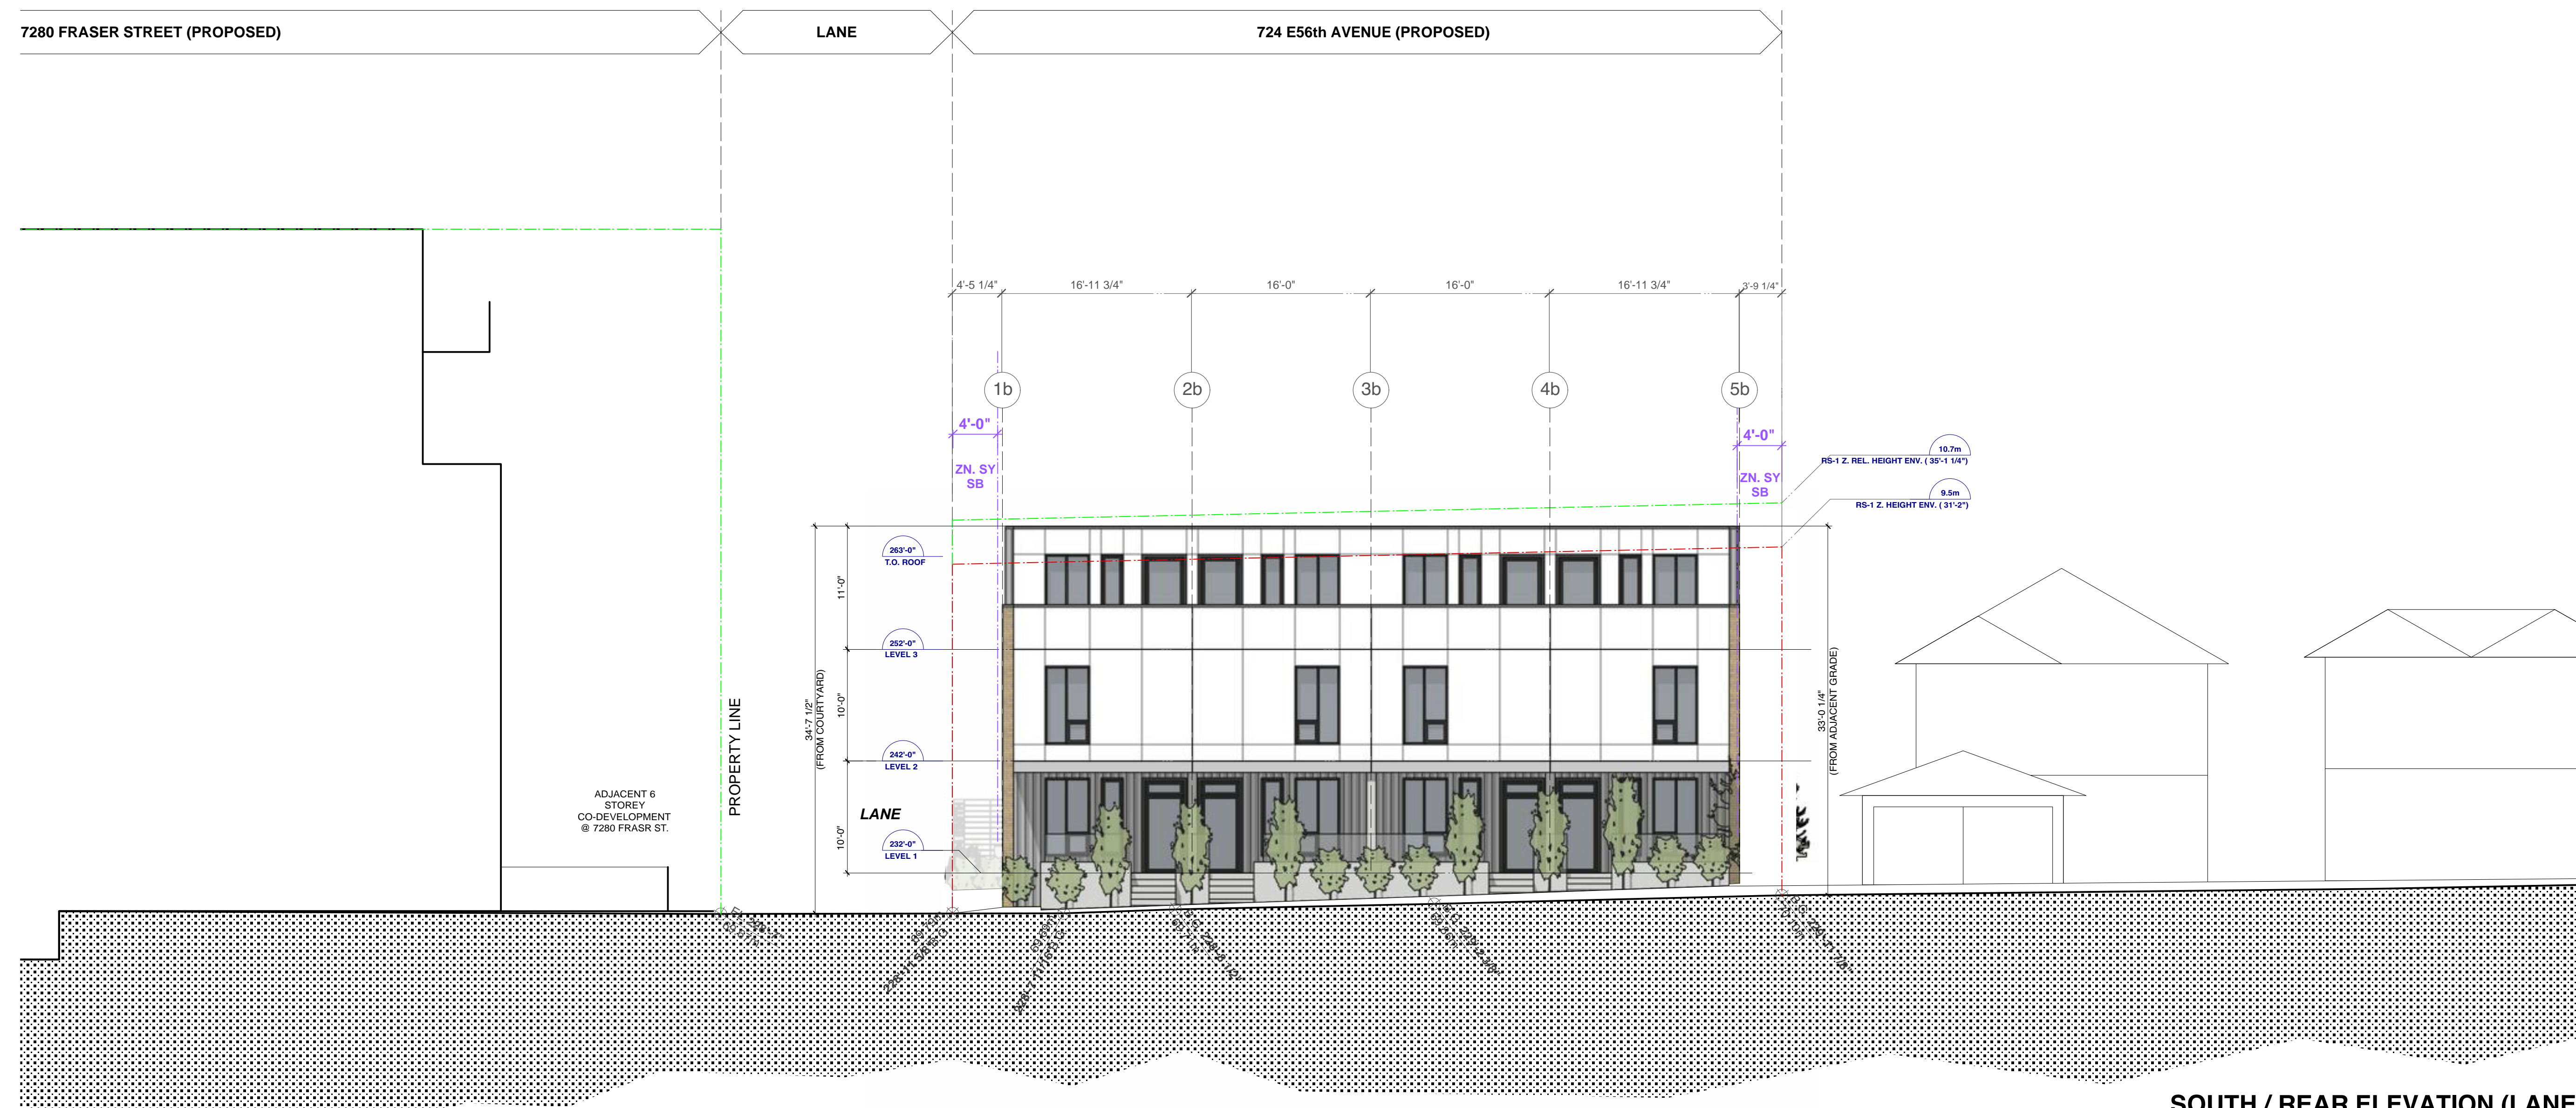 7280 FRASER STREET (PROPOSED)
LANE
724 E56th AVENUE (PROPOSED)
4'-5 1/4"
16'-11 3/4"
16'-0"
16'-0"
16'-11 3/4"
3'-9 1/4"
1b
2b
3b
4b
5b
4'-0"
ZN. SY
SB
4'-0"
ZN. SY
SB
10.7m
RS-1 Z. REL. HEIGHT ENV. ( 35'-1 1/4")
9.5m
RS-1 Z. HEIGHT ENV. ( 31'-2")
263'-0"
T.O. ROOF
11'-0"
252'-0"
LEVEL 3
10'-0"
34'-7 1/2"
(FROM COURTYARD)
242'-0"
LEVEL 2
10'-0"
232'-0"
LEVEL 1
LANE
PROPERTY LINE
33'-0 1/4"
(FROM ADJACENT GRADE)
ADJACENT 6
STOREY
CO-DEVELOPMENT
@ 7280 FRASR ST.
SOUTH / REAR ELEVATION (LANE